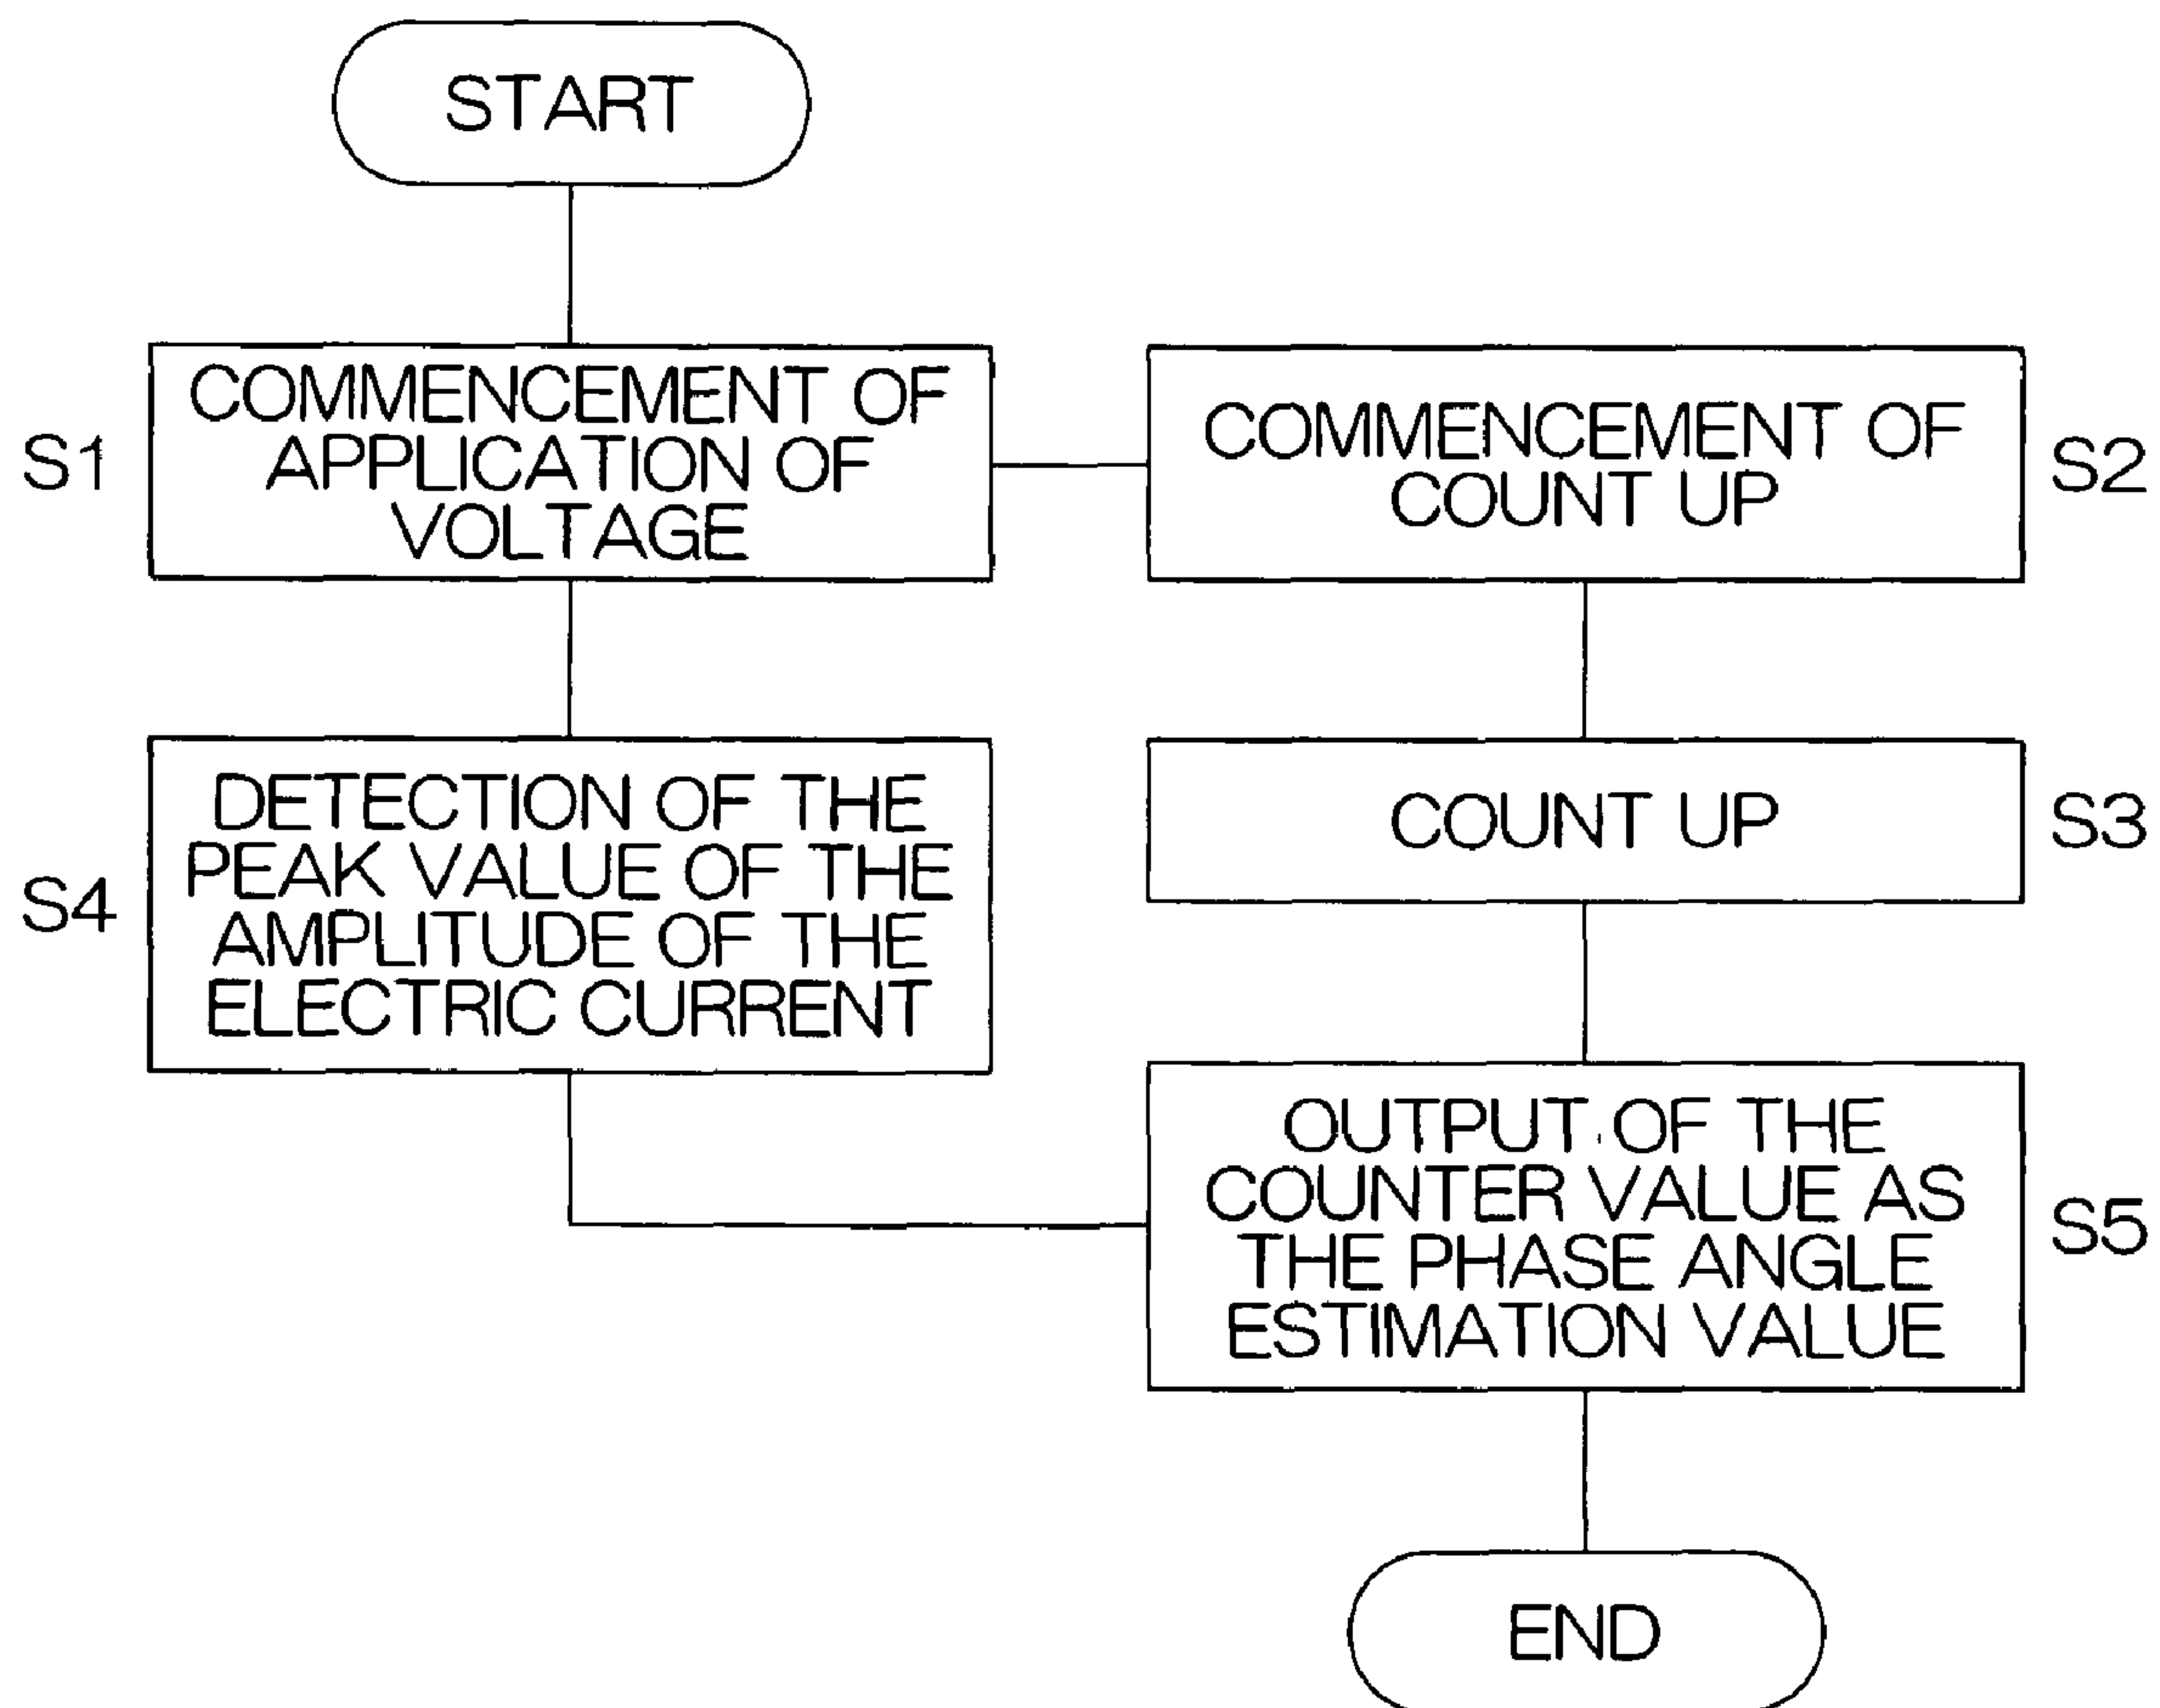 START
S1
COMMENCEMENT OF
APPLICATION OF
VOLTAGE
COMMENCEMENT OF
COUNT UP
S2
S4
DETECTION OF THE
PEAK VALUE OF THE
AMPLITUDE OF THE
ELECTRIC CURRENT
COUNT UP
S3
OUTPUT OF THE
COUNTER VALUE AS
THE PHASE ANGLE
ESTIMATION VALUE
S5
END